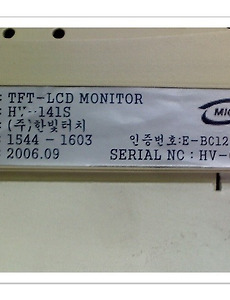 : TFT-LCD MONITOR
: HV-141S
: (주)한빛터치
: 1544 - 1603 인증번호:E-BC12
: 2006.09 SERIAL NO : HV-
MIC